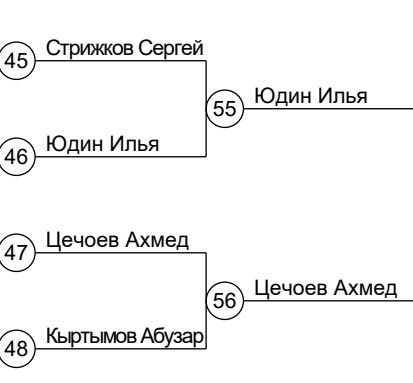 45 Стрижков Сергей
55 Юдин Илья
46 Юдин Илья
47 Цечоев Ахмед
56 Цечоев Ахмед
48 Кыртымов Абузар